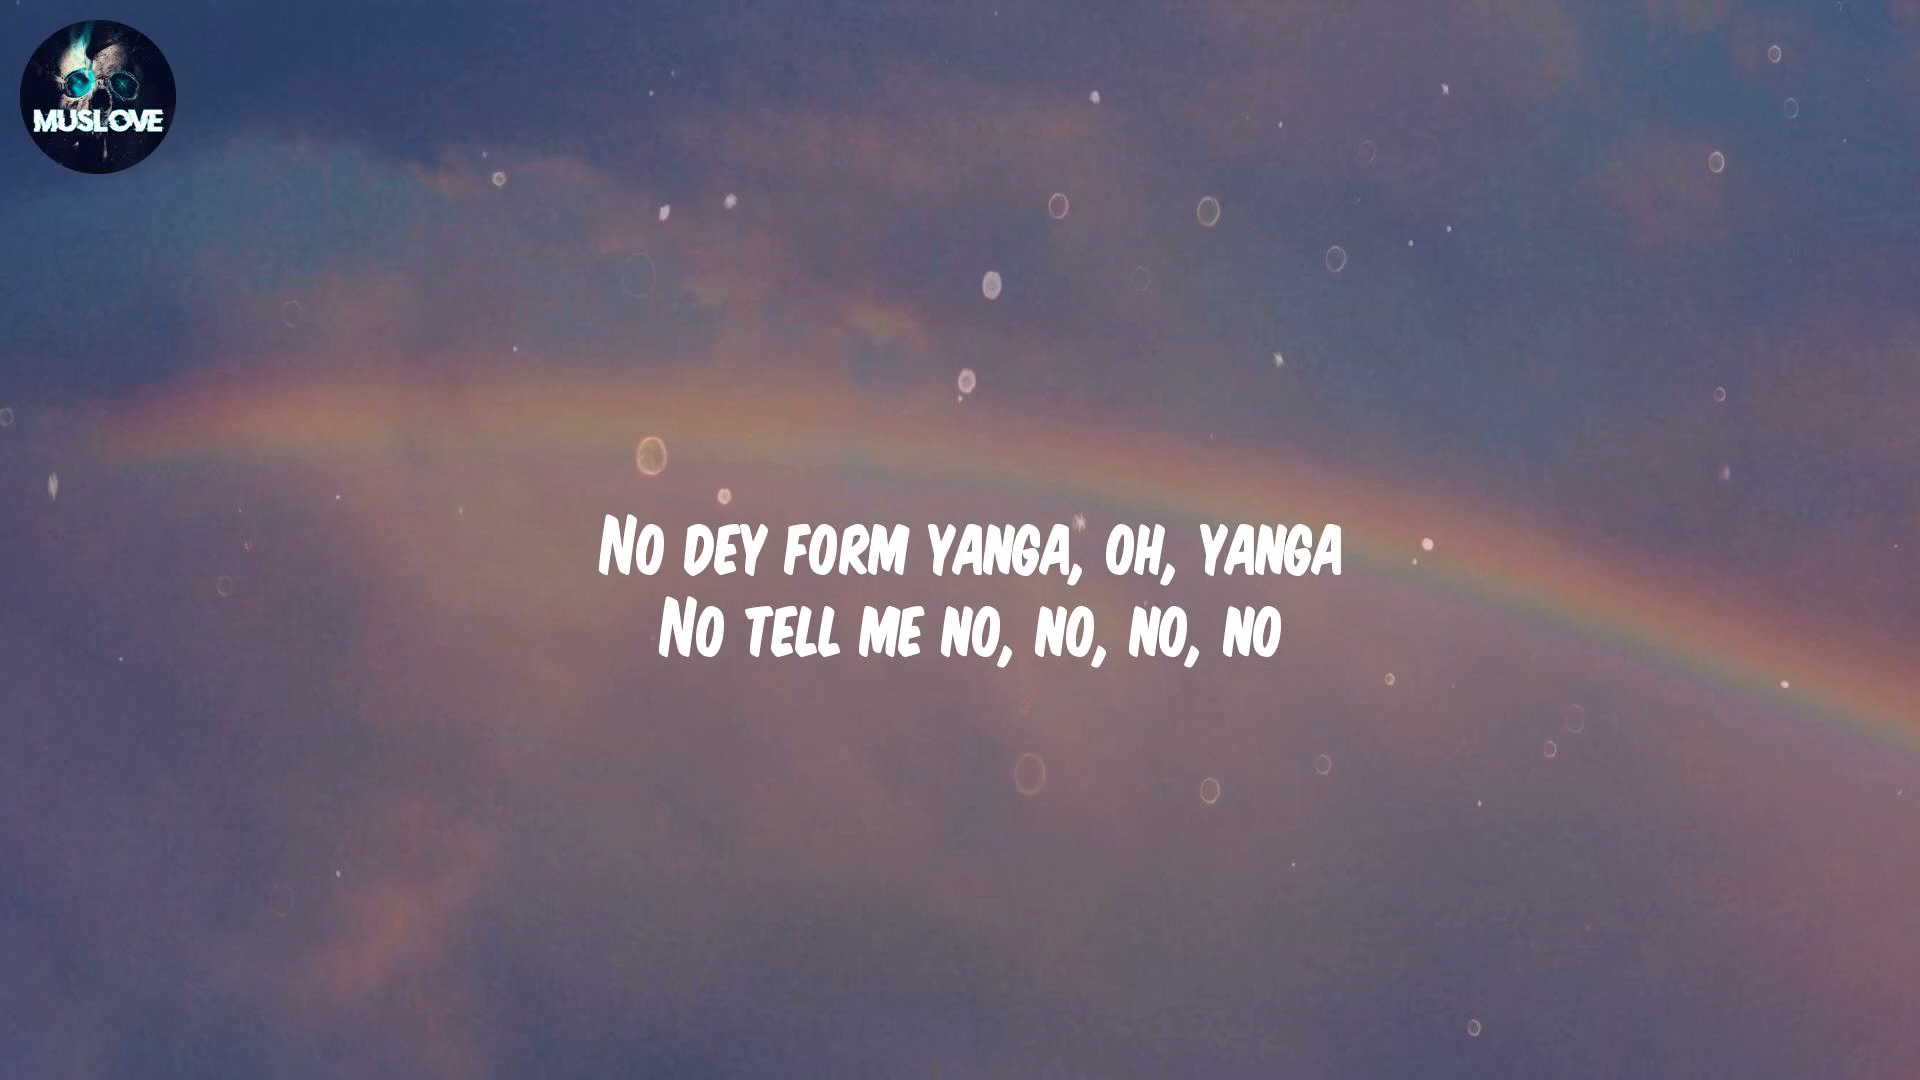 MUSLOVE
No dey form yanga, oh, yanga
No tell me no, no, no, no